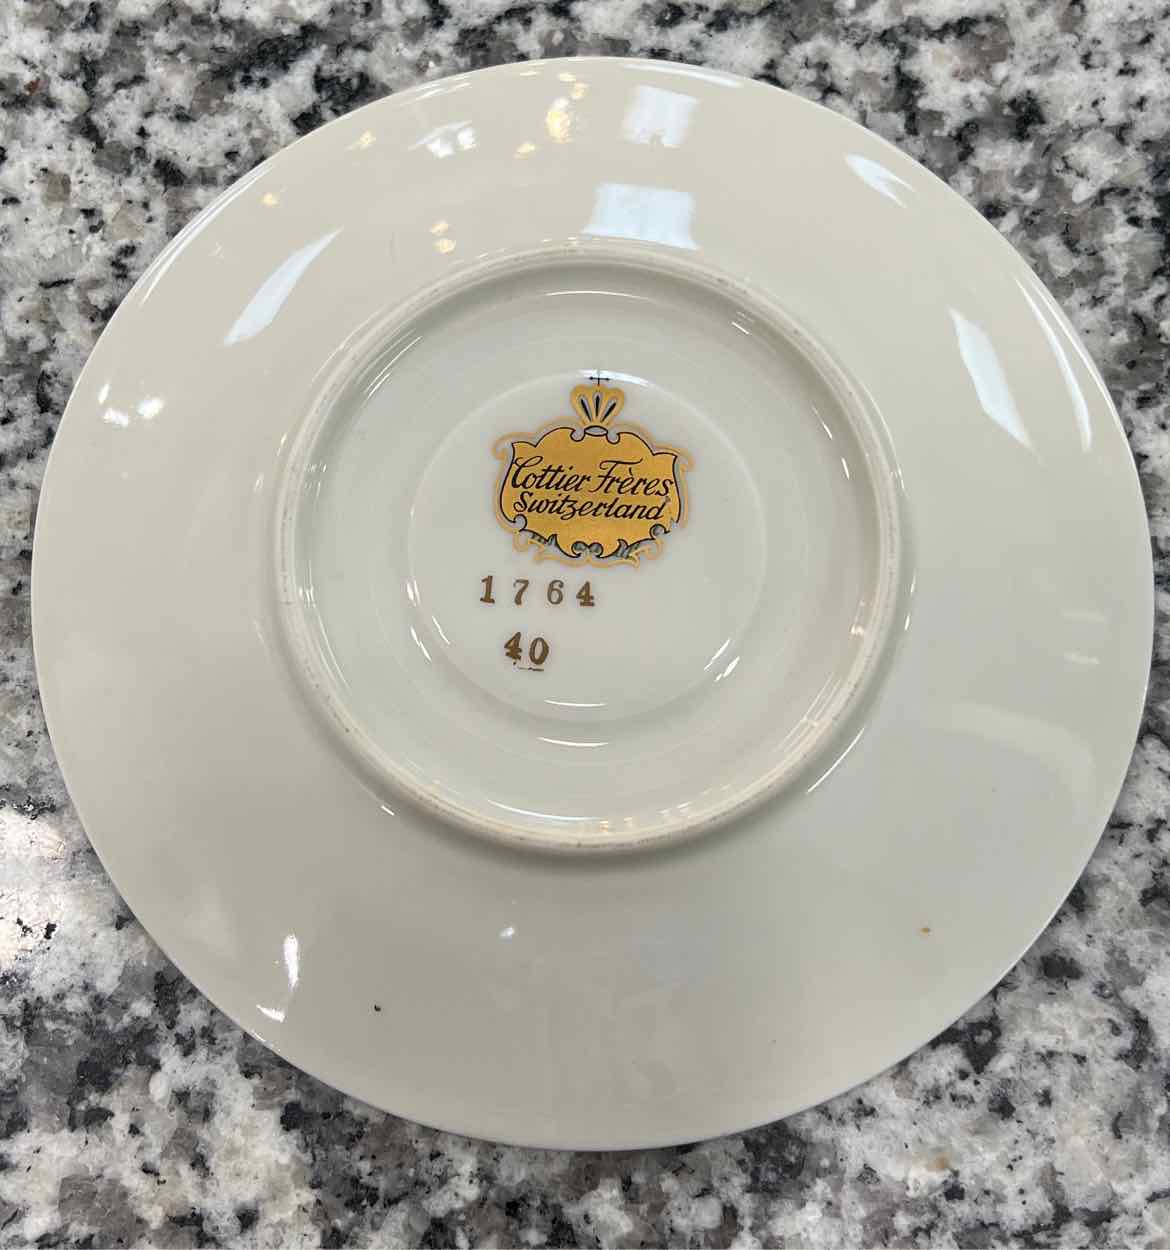 Cottier Frères
Switzerland
1764
40